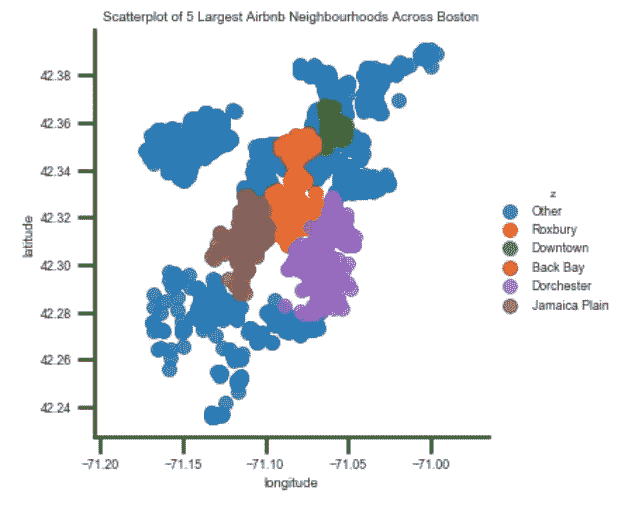 Scatterplot of 5 Largest Airbnb Neighbourhoods Across Boston
42.38
42.36
42.34
42.32
42.30
42.28
42.26
42.24
latitude
−71.20
−71.15
−71.10
−71.05
−71.00
longitude
z
Other
Roxbury
Downtown
Back Bay
Dorchester
Jamaica Plain